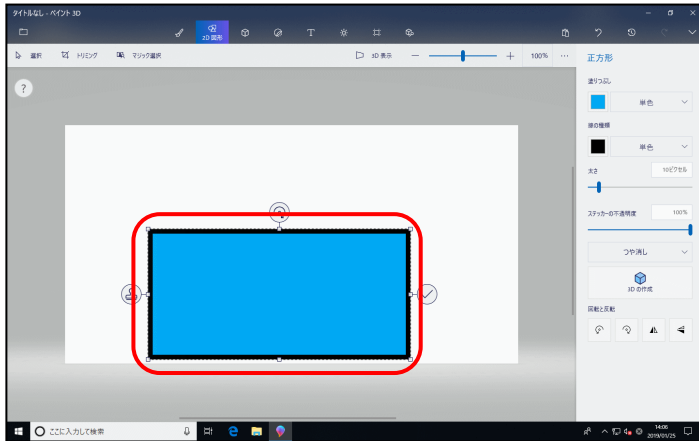 タイトルなし - ペイント 3D
2D 図形
選択
トリミング
マジック選択
3D 表示
100%
正方形
塗りつぶし
単色
線の種類
単色
太さ
10ピクセル
ステッカーの不透明度
100%
つや消し
3D の作成
回転と反転
?
ここに入力して検索
14:06
2019/01/25